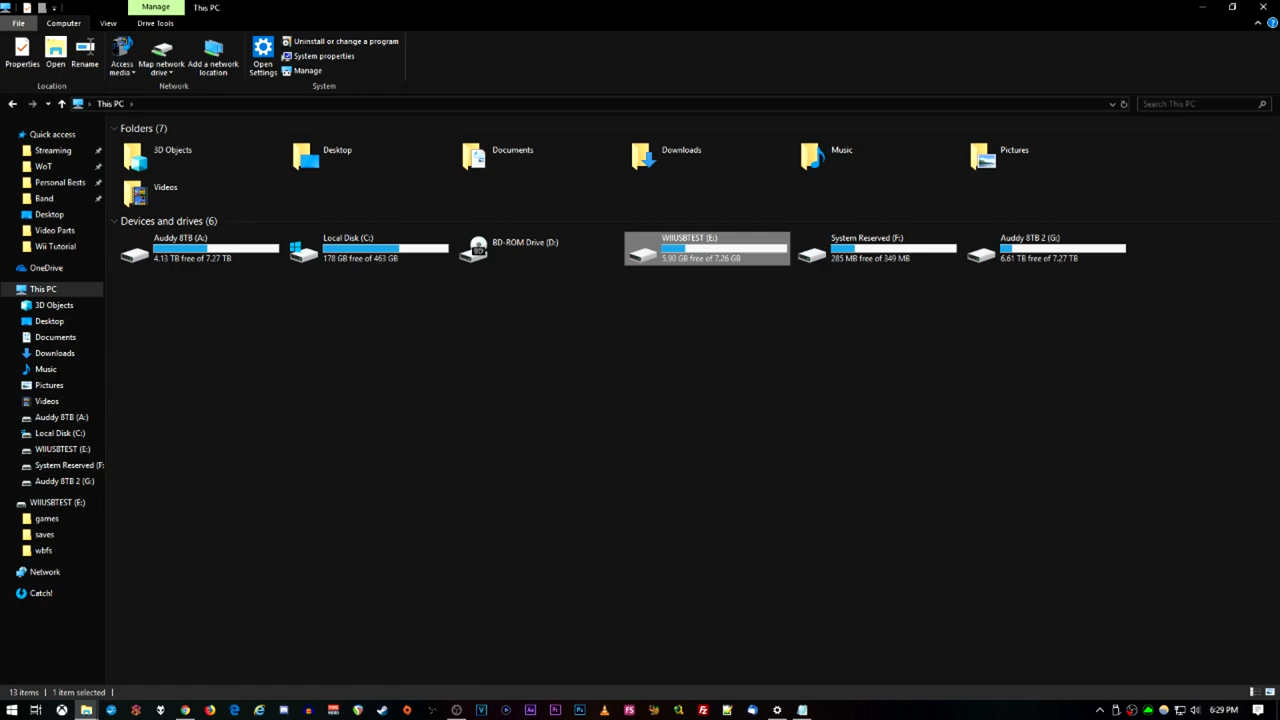 Manage
This PC
File
Computer
View
Drive Tools
Properties
Open
Rename
Access media
Map network drive
Add a network location
Open Settings
Uninstall or change a program
System properties
Manage
Location
Network
System
This PC
Search This PC
Quick access
Streaming
WoT
Personal Bests
Band
Desktop
Video Parts
Wii Tutorial
OneDrive
This PC
3D Objects
Desktop
Documents
Downloads
Music
Pictures
Videos
Auddy 8TB (A:)
Local Disk (C:)
WIIUSBTEST (E:)
System Reserved (F:
Auddy 8TB 2 (G:)
WIIUSBTEST (E:)
games
saves
wbfs
Network
Catch!
Folders (7)
3D Objects
Desktop
Documents
Downloads
Music
Pictures
Videos
Devices and drives (6)
Auddy 8TB (A:)
4.13 TB free of 7.27 TB
Local Disk (C:)
178 GB free of 463 GB
BD-ROM Drive (D:)
WIIUSBTEST (E:)
5.90 GB free of 7.26 GB
System Reserved (F:)
285 MB free of 349 MB
Auddy 8TB 2 (G:)
6.61 TB free of 7.27 TB
13 items
1 item selected
6:29 PM